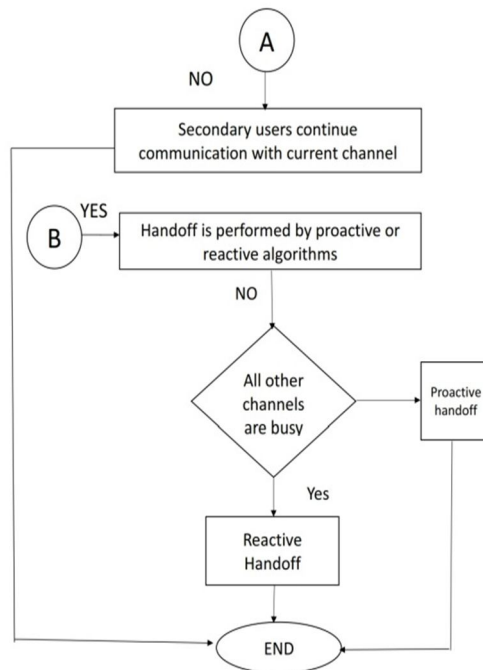 A
NO
Secondary users continue
communication with current channel
YES
B
Handoff is performed by proactive or
reactive algorithms
NO
All other
channels
are busy
Proactive
handoff
Yes
Reactive
Handoff
END